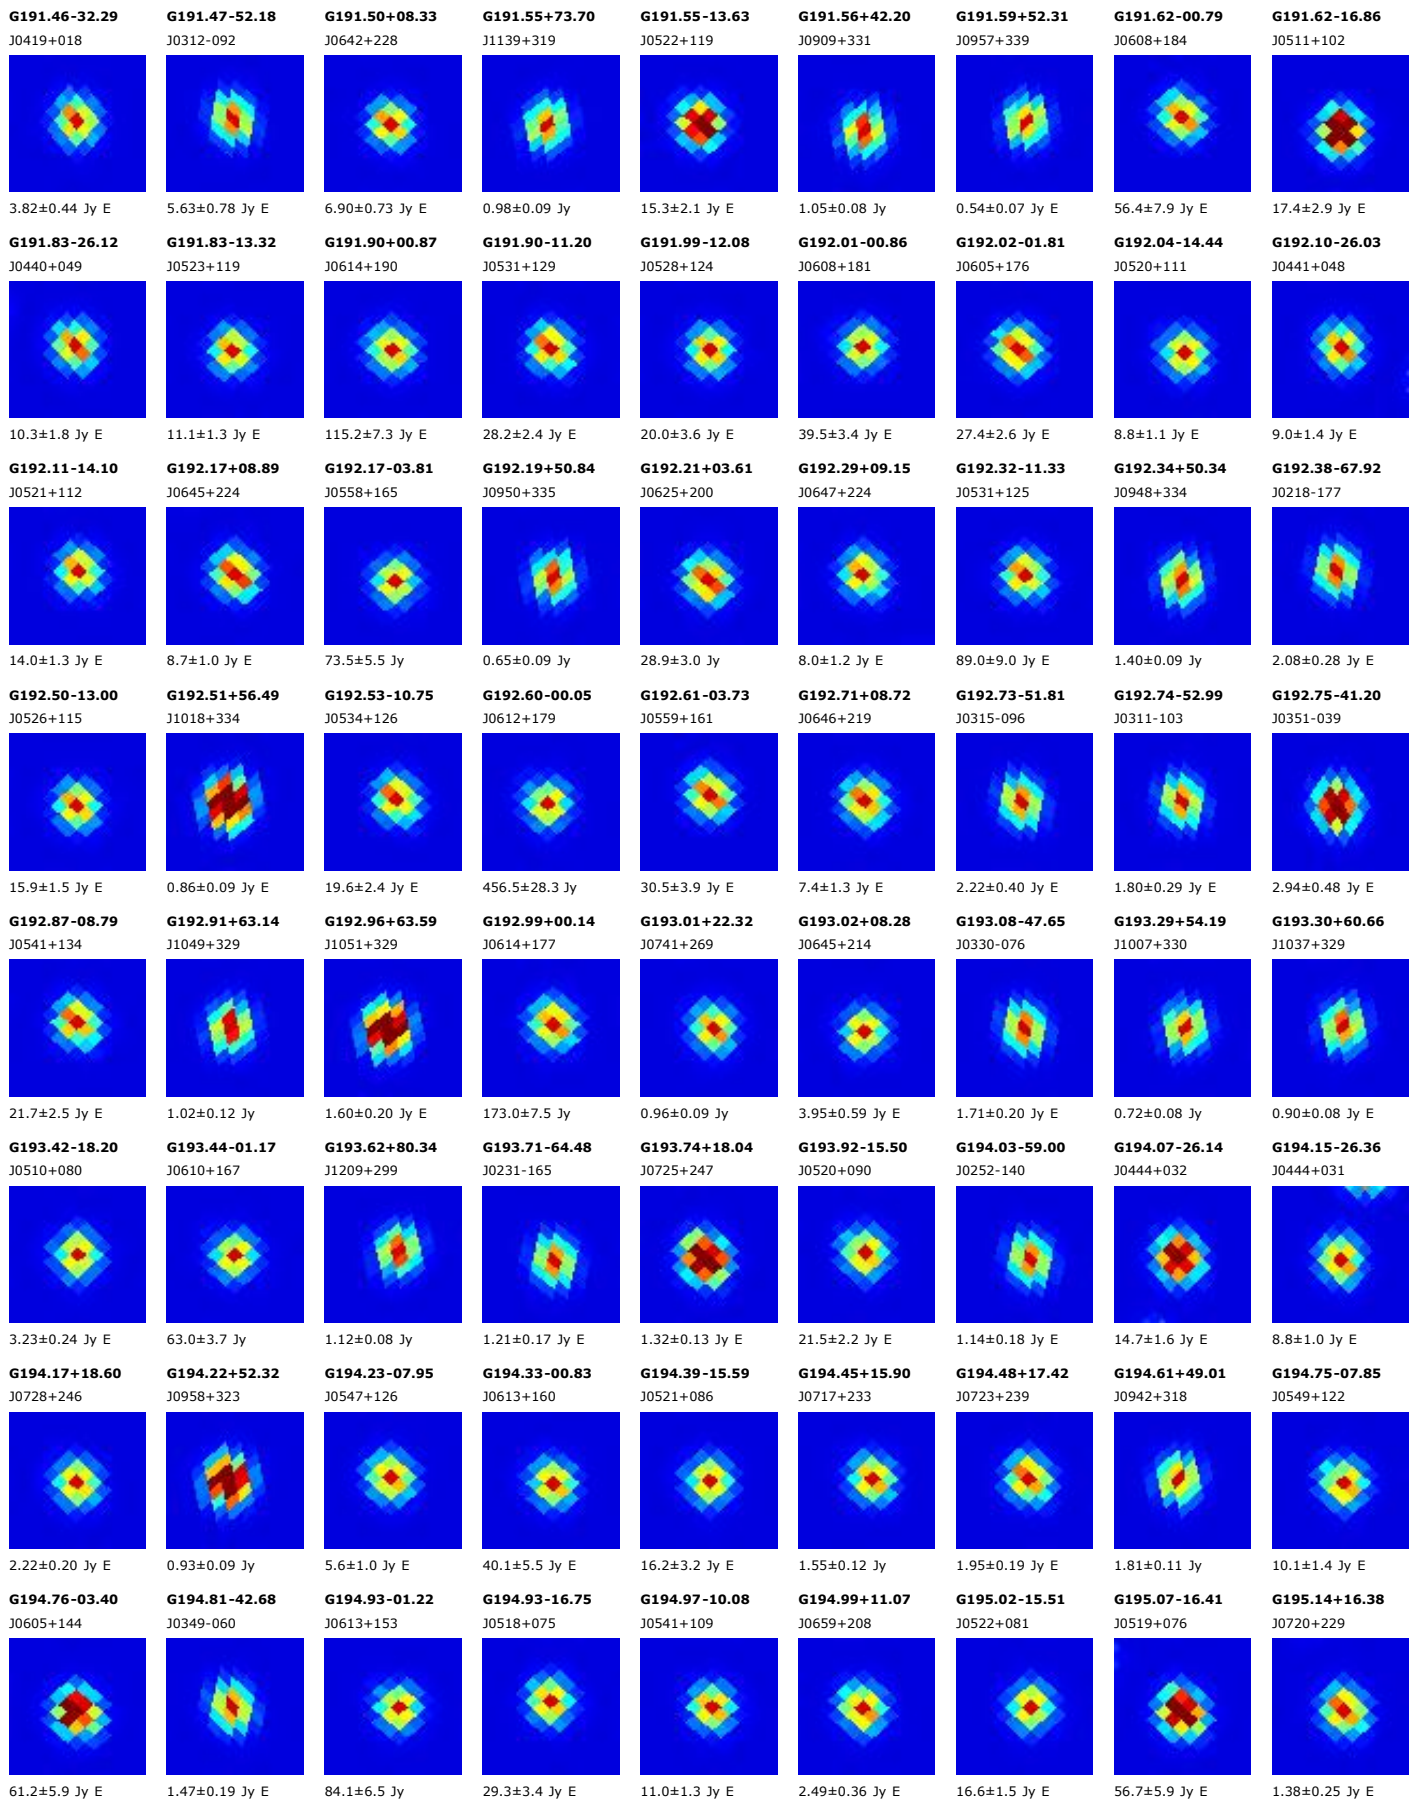 G191.46-32.29 G191.47-52.18 G191.50+08.33 G191.55+73.70 G191.55-13.63 G191.56+42.20 G191.59+52.31 G191.62-00.79 G191.62-16.86
J0419+018 J0312-092 J0642+228 J1139+319 J0522+119 J0909+331 J0957+339 J0608+184 J0511+102
3.82±0.44 Jy E 5.63±0.78 Jy E 6.90±0.73 Jy E 0.98±0.09 Jy 15.3±2.1 Jy E 1.05±0.08 Jy 0.54±0.07 Jy E 56.4±7.9 Jy E 17.4±2.9 Jy E
G191.83-26.12 G191.83-13.32 G191.90+00.87 G191.90-11.20 G191.99-12.08 G192.01-00.86 G192.02-01.81 G192.04-14.44 G192.10-26.03
J0440+049 J0523+119 J0614+190 J0531+129 J0528+124 J0608+181 J0605+176 J0520+111 J0441+048
10.3±1.8 Jy E 11.1±1.3 Jy E 115.2±7.3 Jy E 28.2±2.4 Jy E 20.0±3.6 Jy E 39.5±3.4 Jy E 27.4±2.6 Jy E 8.8±1.1 Jy E 9.0±1.4 Jy E
G192.11-14.10 G192.17+08.89 G192.17-03.81 G192.19+50.84 G192.21+03.61 G192.29+09.15 G192.32-11.33 G192.34+50.34 G192.38-67.92
J0521+112 J0645+224 J0558+165 J0950+335 J0625+200 J0647+224 J0531+125 J0948+334 J0218-177
14.0±1.3 Jy E 8.7±1.0 Jy E 73.5±5.5 Jy 0.65±0.09 Jy 28.9±3.0 Jy 8.0±1.2 Jy E 89.0±9.0 Jy E 1.40±0.09 Jy 2.08±0.28 Jy E
G192.50-13.00 G192.51+56.49 G192.53-10.75 G192.60-00.05 G192.61-03.73 G192.71+08.72 G192.73-51.81 G192.74-52.99 G192.75-41.20
J0526+115 J1018+334 J0534+126 J0612+179 J0559+161 J0646+219 J0315-096 J0311-103 J0351-039
15.9±1.5 Jy E 0.86±0.09 Jy E 19.6±2.4 Jy E 456.5±28.3 Jy 30.5±3.9 Jy E 7.4±1.3 Jy E 2.22±0.40 Jy E 1.80±0.29 Jy E 2.94±0.48 Jy E
G192.87-08.79 G192.91+63.14 G192.96+63.59 G192.99+00.14 G193.01+22.32 G193.02+08.28 G193.08-47.65 G193.29+54.19 G193.30+60.66
J0541+134 J1049+329 J1051+329 J0614+177 J0741+269 J0645+214 J0330-076 J1007+330 J1037+329
21.7±2.5 Jy E 1.02±0.12 Jy 1.60±0.20 Jy E 173.0±7.5 Jy 0.96±0.09 Jy 3.95±0.59 Jy E 1.71±0.20 Jy E 0.72±0.08 Jy 0.90±0.08 Jy E
G193.42-18.20 G193.44-01.17 G193.62+80.34 G193.71-64.48 G193.74+18.04 G193.92-15.50 G194.03-59.00 G194.07-26.14 G194.15-26.36
J0510+080 J0610+167 J1209+299 J0231-165 J0725+247 J0520+090 J0252-140 J0444+032 J0444+031
3.23±0.24 Jy E 63.0±3.7 Jy 1.12±0.08 Jy 1.21±0.17 Jy E 1.32±0.13 Jy E 21.5±2.2 Jy E 1.14±0.18 Jy E 14.7±1.6 Jy E 8.8±1.0 Jy E
G194.17+18.60 G194.22+52.32 G194.23-07.95 G194.33-00.83 G194.39-15.59 G194.45+15.90 G194.48+17.42 G194.61+49.01 G194.75-07.85
J0728+246 J0958+323 J0547+126 J0613+160 J0521+086 J0717+233 J0723+239 J0942+318 J0549+122
2.22±0.20 Jy E 0.93±0.09 Jy 5.6±1.0 Jy E 40.1±5.5 Jy E 16.2±3.2 Jy E 1.55±0.12 Jy 1.95±0.19 Jy E 1.81±0.11 Jy 10.1±1.4 Jy E
G194.76-03.40 G194.81-42.68 G194.93-01.22 G194.93-16.75 G194.97-10.08 G194.99+11.07 G195.02-15.51 G195.07-16.41 G195.14+16.38
J0605+144 J0349-060 J0613+153 J0518+075 J0541+109 J0659+208 J0522+081 J0519+076 J0720+229
61.2±5.9 Jy E 1.47±0.19 Jy E 84.1±6.5 Jy 29.3±3.4 Jy E 11.0±1.3 Jy E 2.49±0.36 Jy E 16.6±1.5 Jy E 56.7±5.9 Jy E 1.38±0.25 Jy E